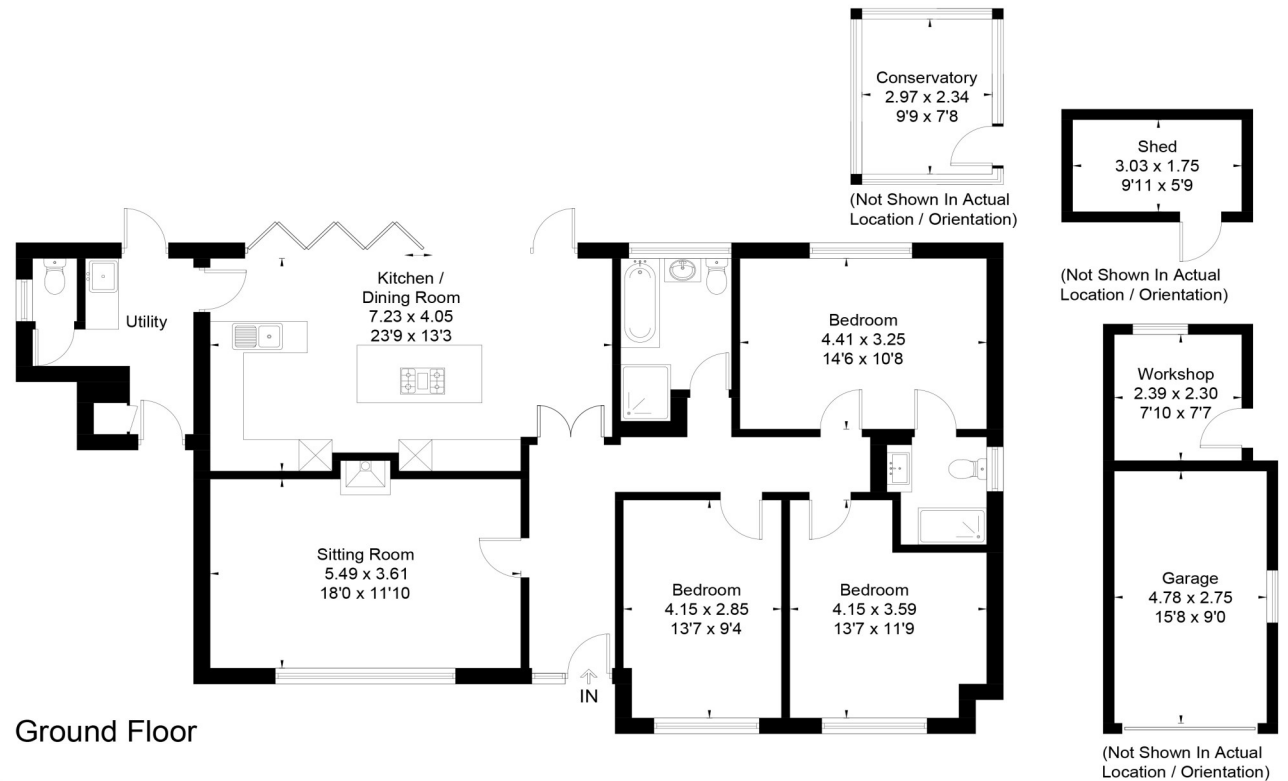 Conservatory
2.97 x 2.34
9'9 x 7'8
(Not Shown In Actual
Location / Orientation)
Shed
3.03 x 1.75
9'11 x 5'9
(Not Shown In Actual
Location / Orientation)
Kitchen /
Dining Room
7.23 x 4.05
23'9 x 13'3
Utility
Bedroom
4.41 x 3.25
14'6 x 10'8
Workshop
2.39 x 2.30
7'10 x 7'7
Sitting Room
5.49 x 3.61
18'0 x 11'10
Bedroom
4.15 x 2.85
13'7 x 9'4
Bedroom
4.15 x 3.59
13'7 x 11'9
Garage
4.78 x 2.75
15'8 x 9'0
IN
Ground Floor
(Not Shown In Actual
Location / Orientation)